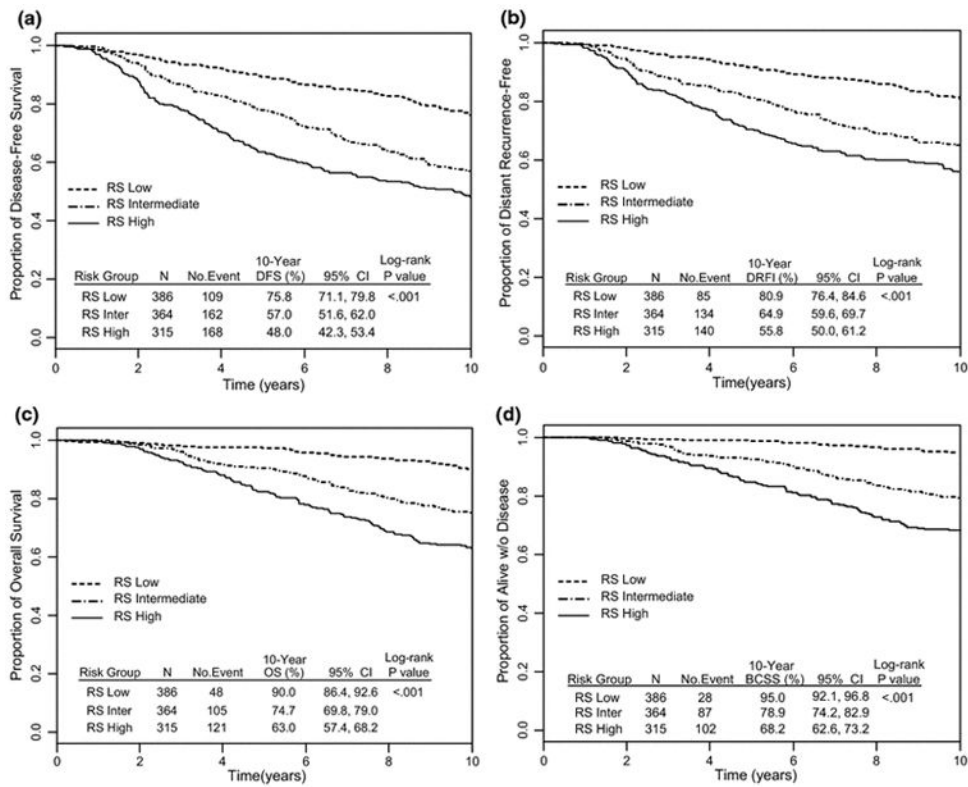 (a)
Proportion of Disease-Free Survival
1.0
0.8
0.6
0.4
0.2
0.0
RS Low
RS Intermediate
RS High
10-Year Log-rank
Risk Group N No.Event DFS (%) 95% CI P value
RS Low 386 109 75.8 71.1, 79.8 <.001
RS Inter 364 162 57.0 51.6, 62.0
RS High 315 168 48.0 42.3, 53.4
0 2 4 6 8 10
Time (years)
(b)
Proportion of Distant Recurrence-Free
1.0
0.8
0.6
0.4
0.2
0.0
RS Low
RS Intermediate
RS High
10-Year Log-rank
Risk Group N No.Event DRFI (%) 95% CI P value
RS Low 386 85 80.9 76.4, 84.6 <.001
RS Inter 364 134 64.9 59.6, 69.7
RS High 315 140 55.8 50.0, 61.2
0 2 4 6 8 10
Time(years)
(c)
Proportion of Overall Survival
1.0
0.8
0.6
0.4
0.2
0.0
RS Low
RS Intermediate
RS High
10-Year Log-rank
Risk Group N No.Event OS (%) 95% CI P value
RS Low 386 48 90.0 86.4, 92.6 <.001
RS Inter 364 105 74.7 69.8, 79.0
RS High 315 121 63.0 57.4, 68.2
0 2 4 6 8 10
Time(years)
(d)
Proportion of Alive w/o Disease
1.0
0.8
0.6
0.4
0.2
0.0
RS Low
RS Intermediate
RS High
10-Year Log-rank
Risk Group N No.Event BCSS (%) 95% CI P value
RS Low 386 28 95.0 92.1, 96.8 <.001
RS Inter 364 87 78.9 74.2, 82.9
RS High 315 102 68.2 62.6, 73.2
0 2 4 6 8 10
Time (years)